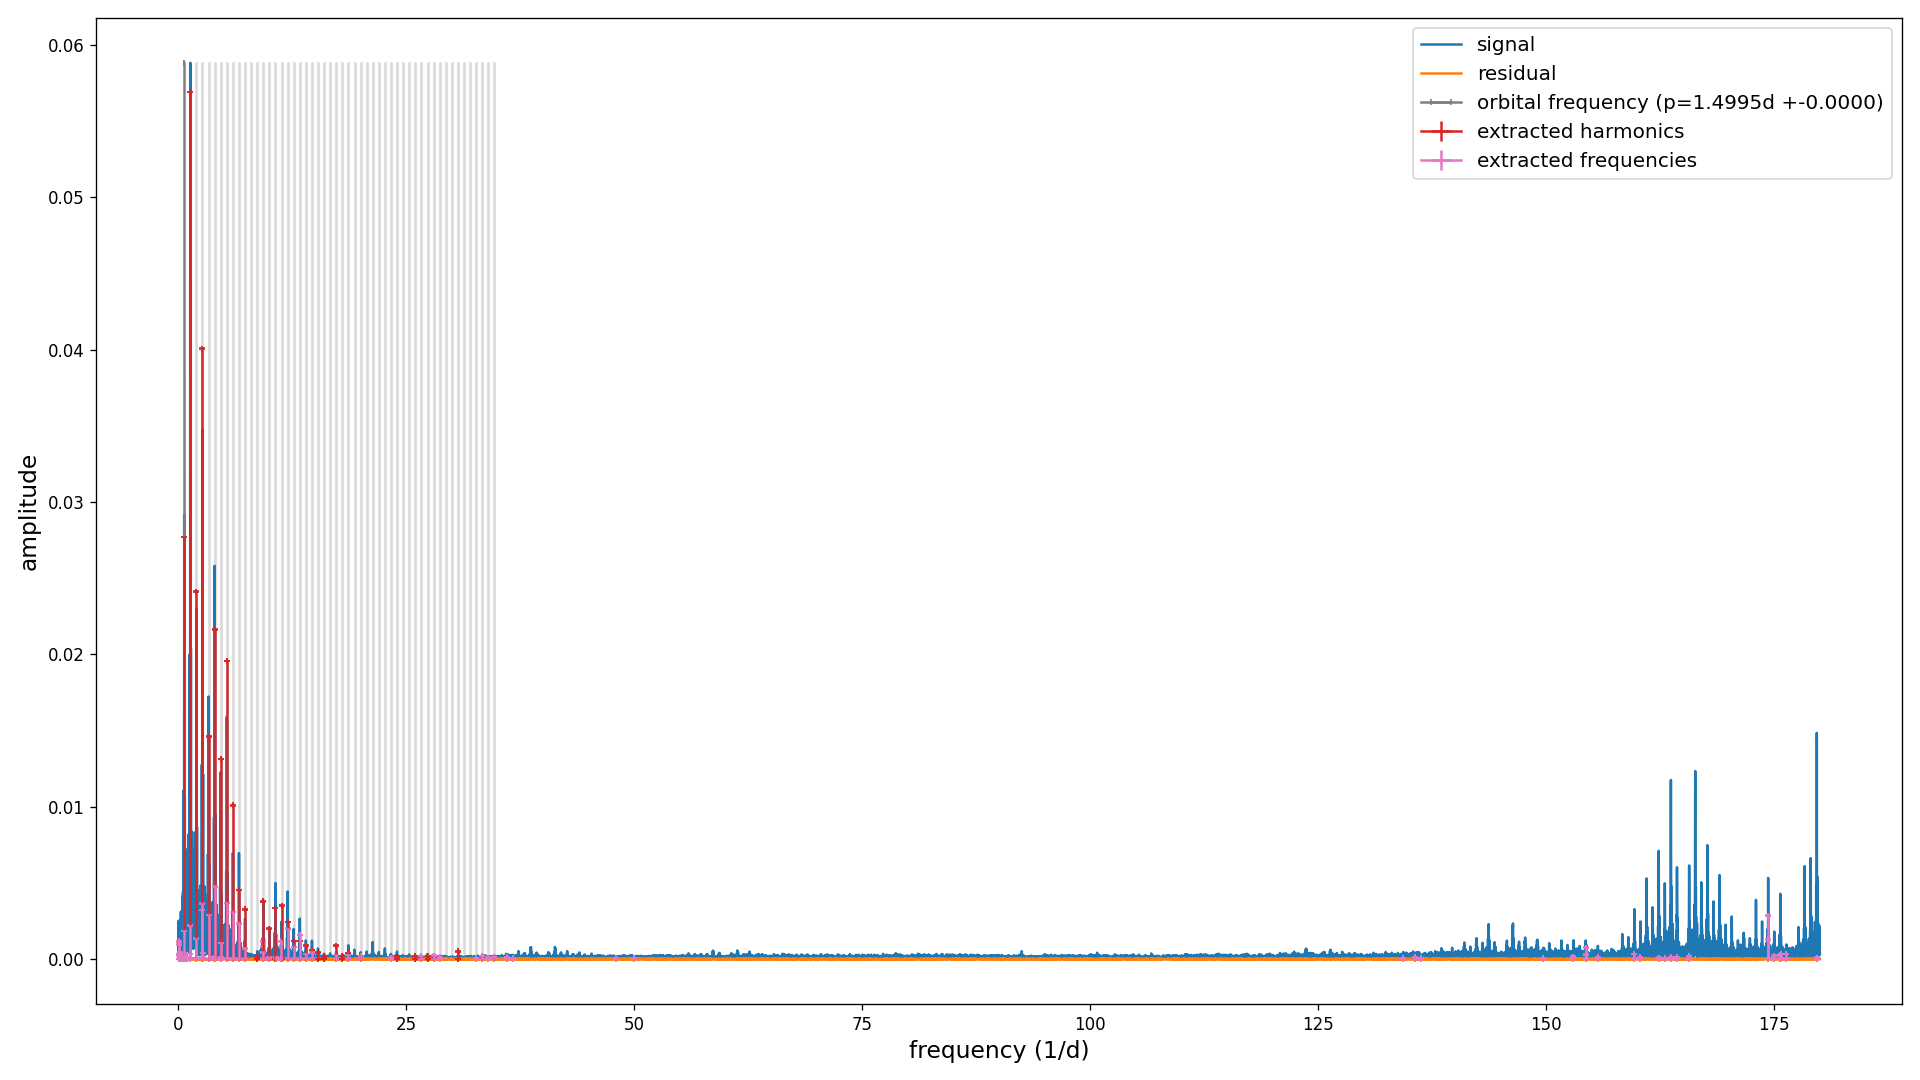 signal
residual
orbital frequency (p=1.4995d +-0.0000)
extracted harmonics
extracted frequencies
0.06
0.05
0.04
0.03
0.02
0.01
0.00
amplitude
0 25 50 75 100 125 150 175
frequency (1/d)